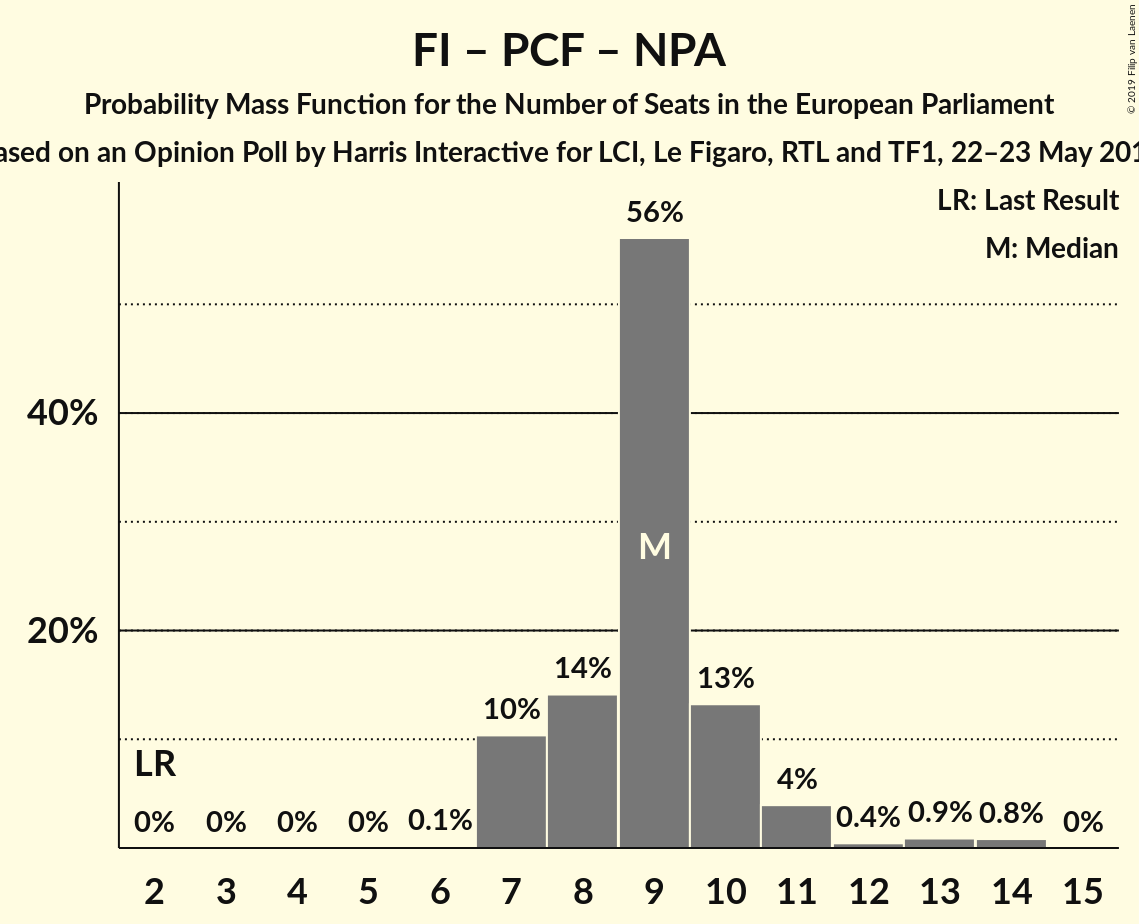 FI – PCF – NPA
Probability Mass Function for the Number of Seats in the European Parliament
ased on an Opinion Poll by Harris Interactive for LCI, Le Figaro, RTL and TF1, 22–23 May 201
© 2019 Filip van Laenen
LR: Last Result
M: Median
56%
40%
M
20%
14%
13%
10%
LR
4%
0% 0% 0% 0% 0.1% 0.4% 0.9% 0.8% 0%
2 3 4 5 6 7 8 9 10 11 12 13 14 15